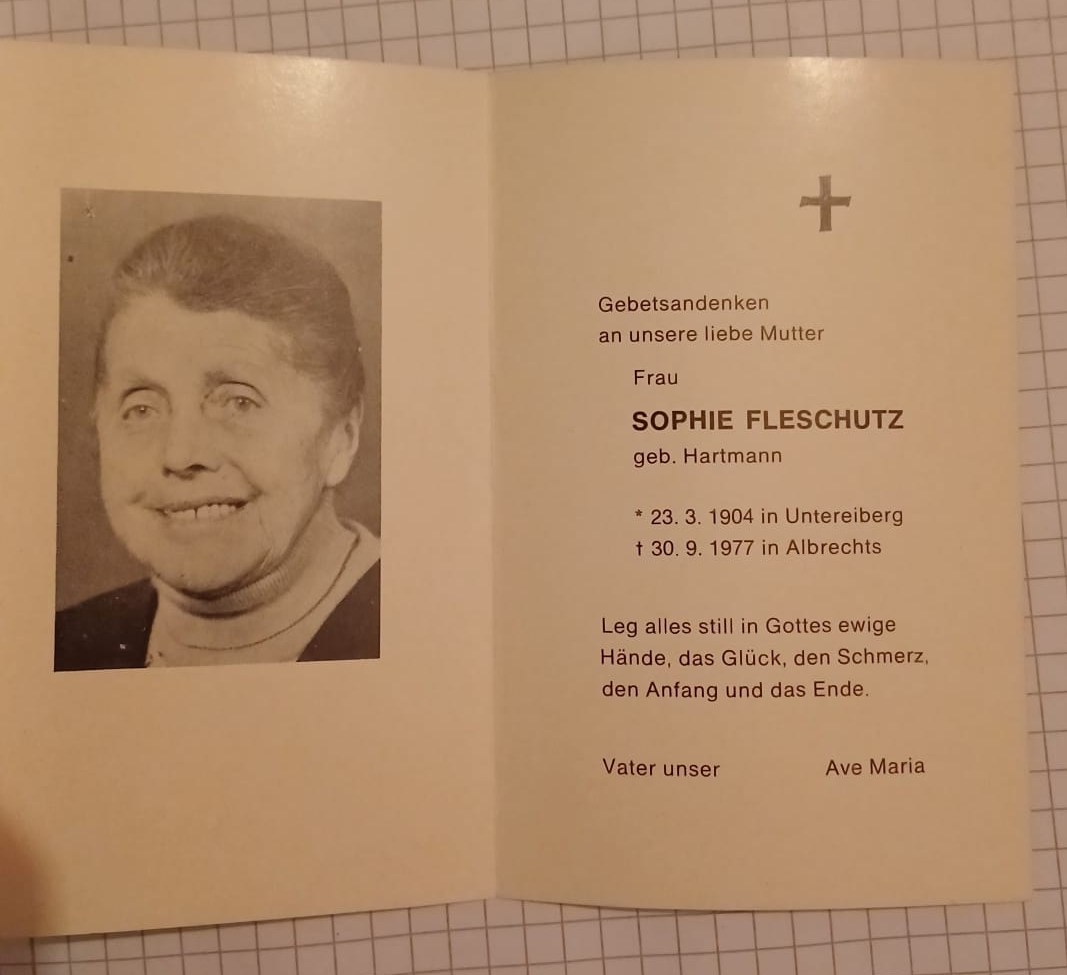 Gebetsandenken
an unsere liebe Mutter
Frau
SOPHIE FLESCHUTZ
geb. Hartmann
* 23. 3. 1904 in Untereiberg
† 30. 9. 1977 in Albrechts
Leg alles still in Gottes ewige
Hände, das Glück, den Schmerz,
den Anfang und das Ende.
Vater unser Ave Maria